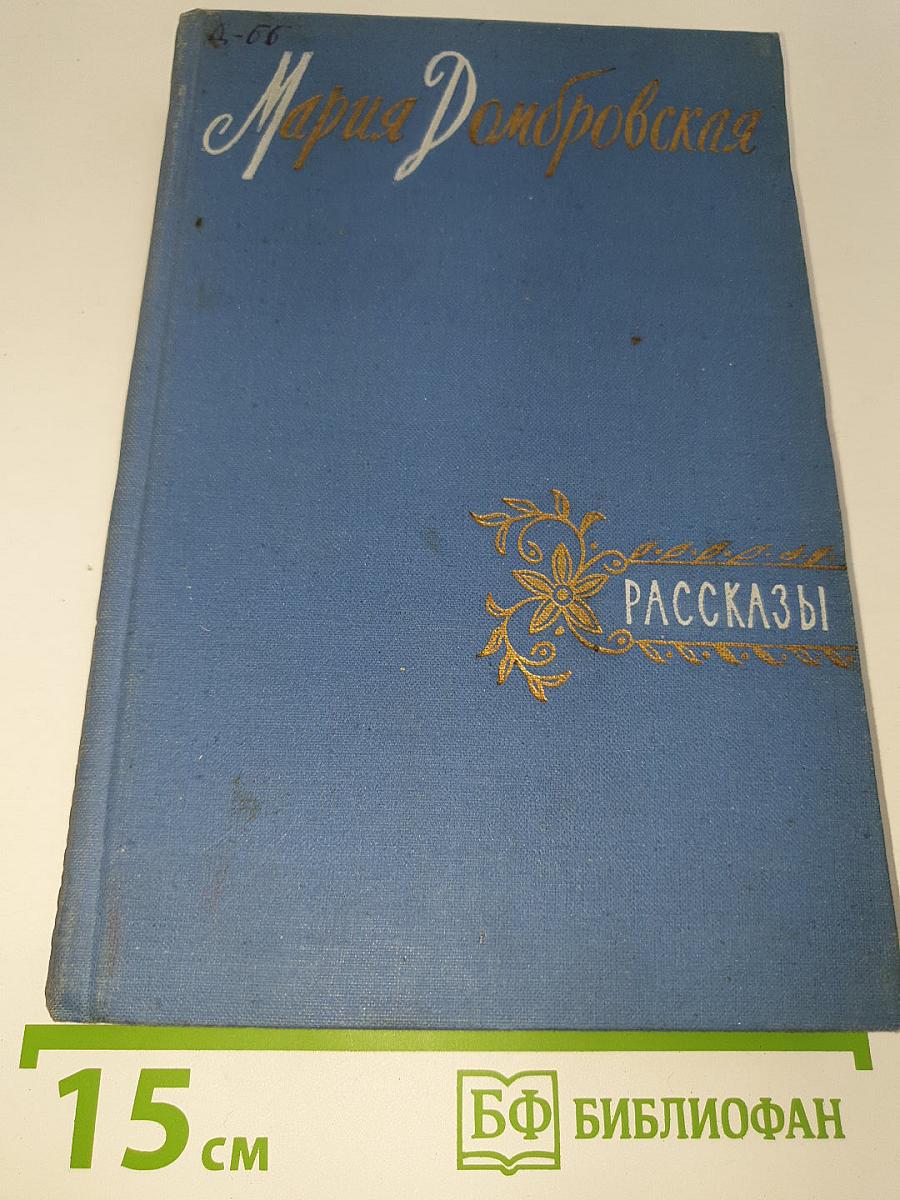 Д-66
Мария Домбровская
РАССКАЗЫ
15 см
БФ БИБЛИОФАН